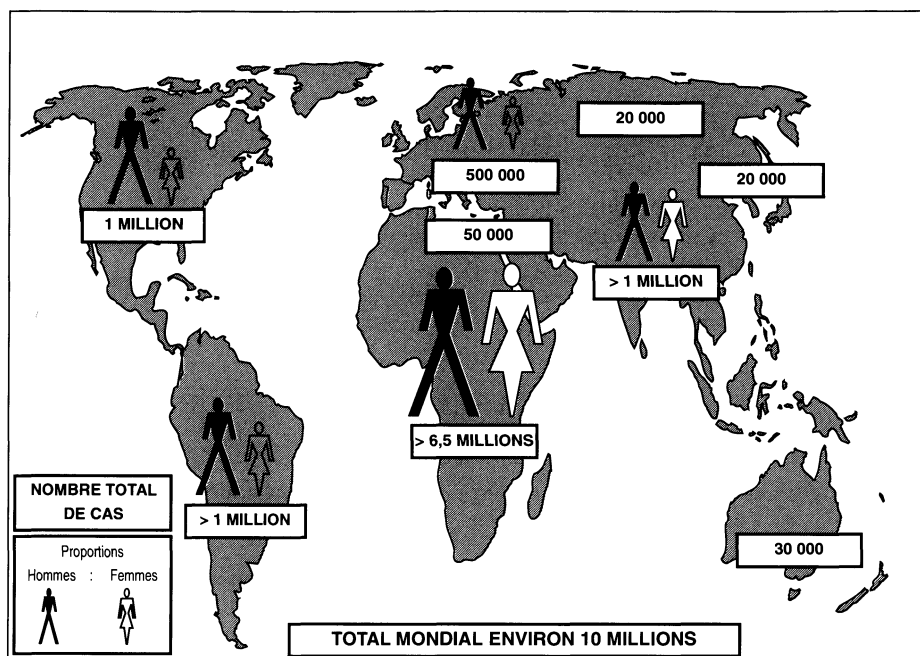 20 000
500 000
20 000
1 MILLION
50 000
> 1 MILLION
> 6,5 MILLIONS
NOMBRE TOTAL
DE CAS
> 1 MILLION
Proportions
Hommes : Femmes
30 000
TOTAL MONDIAL ENVIRON 10 MILLIONS